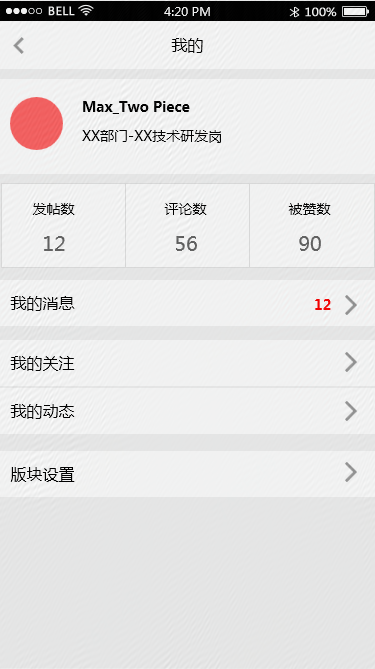 BELL 4:20 PM 100%
我的
Max_Two Piece
XX部门-XX技术研发岗
发帖数 评论数 被赞数
12 56 90
我的消息 12
我的关注
我的动态
版块设置